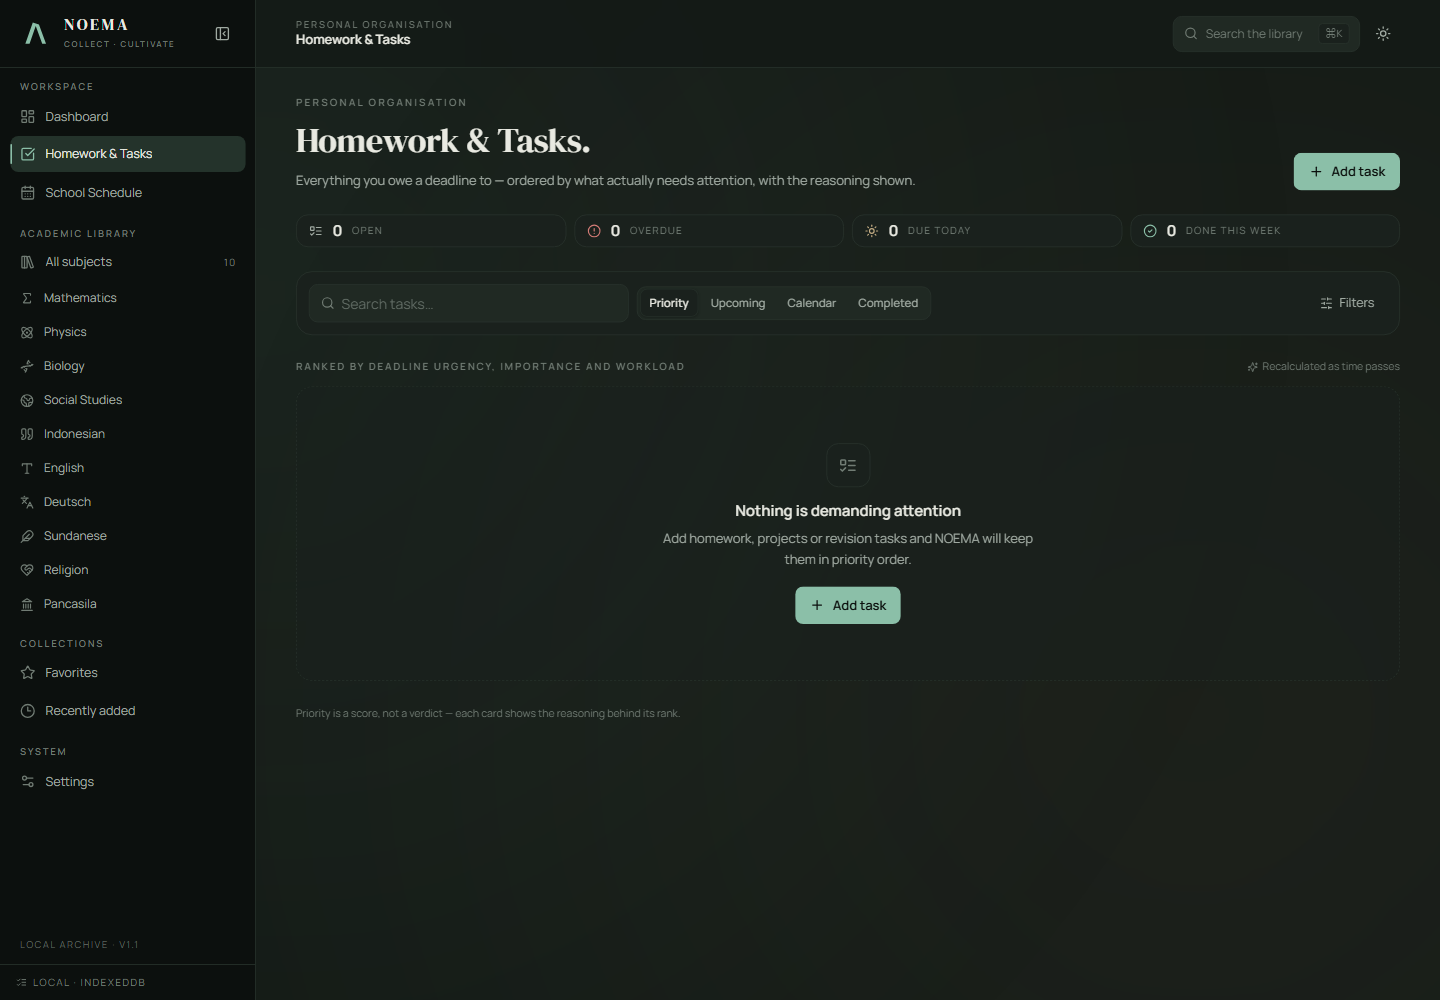 NOEMA
COLLECT · CULTIVATE
WORKSPACE
Dashboard
Homework & Tasks
School Schedule
ACADEMIC LIBRARY
All subjects 10
Mathematics
Physics
Biology
Social Studies
Indonesian
English
Deutsch
Sundanese
Religion
Pancasila
COLLECTIONS
Favorites
Recently added
SYSTEM
Settings
LOCAL ARCHIVE · V1.1
LOCAL · INDEXEDDB
PERSONAL ORGANISATION
Homework & Tasks
Search the library ⌘K
PERSONAL ORGANISATION
Homework & Tasks.
Everything you owe a deadline to — ordered by what actually needs attention, with the reasoning shown.
Add task
0 OPEN
0 OVERDUE
0 DUE TODAY
0 DONE THIS WEEK
Search tasks…
Priority Upcoming Calendar Completed
Filters
RANKED BY DEADLINE URGENCY, IMPORTANCE AND WORKLOAD
Recalculated as time passes
Nothing is demanding attention
Add homework, projects or revision tasks and NOEMA will keep
them in priority order.
Add task
Priority is a score, not a verdict — each card shows the reasoning behind its rank.